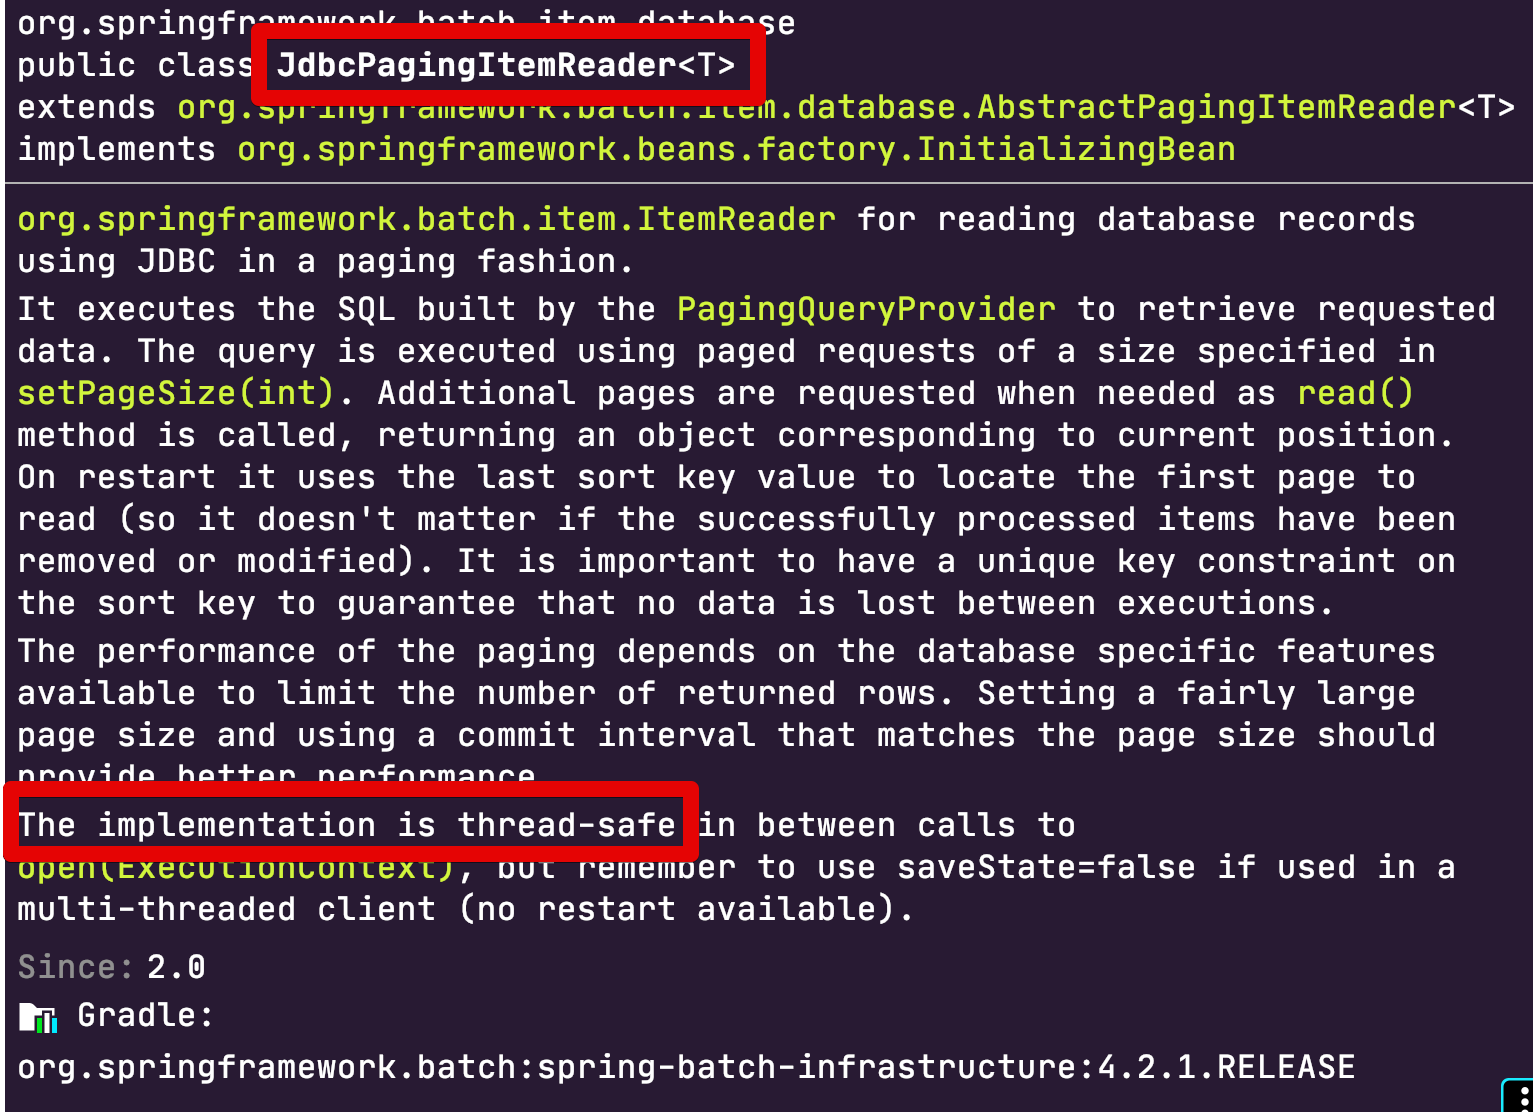 org.springframework.batch.item.database
public class JdbcPagingItemReader<T>
extends org.springframework.batch.item.database.AbstractPagingItemReader<T>
implements org.springframework.beans.factory.InitializingBean
org.springframework.batch.item.ItemReader for reading database records
using JDBC in a paging fashion.
It executes the SQL built by the PagingQueryProvider to retrieve requested
data. The query is executed using paged requests of a size specified in
setPageSize(int). Additional pages are requested when needed as read()
method is called, returning an object corresponding to current position.
On restart it uses the last sort key value to locate the first page to
read (so it doesn't matter if the successfully processed items have been
removed or modified). It is important to have a unique key constraint on
the sort key to guarantee that no data is lost between executions.
The performance of the paging depends on the database specific features
available to limit the number of returned rows. Setting a fairly large
page size and using a commit interval that matches the page size should
provide better performance
The implementation is thread-safe in between calls to
open(ExecutionContext), but remember to use saveState=false if used in a
multi-threaded client (no restart available).
Since: 2.0
Gradle:
org.springframework.batch:spring-batch-infrastructure:4.2.1.RELEASE